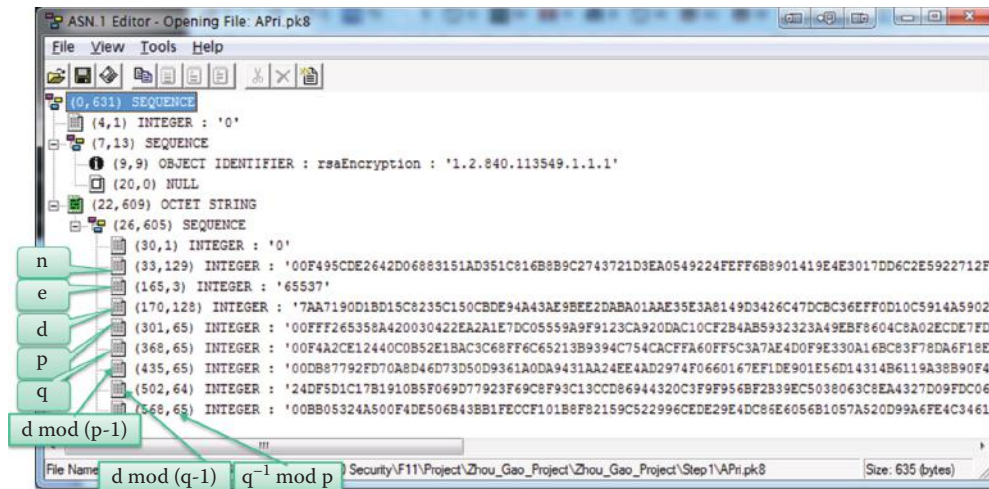 ASN.1 Editor - Opening File: APri.pk8
File View Tools Help
(0,631) SEQUENCE
(4,1) INTEGER : '0'
(7,13) SEQUENCE
(9,9) OBJECT IDENTIFIER : rsaEncryption : '1.2.840.113549.1.1.1'
(20,0) NULL
(22,609) OCTET STRING
(26,605) SEQUENCE
(30,1) INTEGER : '0'
n
(33,129) INTEGER : '00F495CDE2642D06883151AD351C816B8B9C2743721D3EA0549224FEFF6B8901419E4E3017DD6C2E5922712F
e
(165,3) INTEGER : '65537'
d
(170,128) INTEGER : '7AA7190D1BD15C8235C150CBDE94A43AE9BEE2DABA01AAE35E3A8149D3426C47DCBC36EFF0D10C5914A5902
p
(301,65) INTEGER : '00FFF265358A420030422EA2A1E7DC05559A9F9123CA920DAC10CF2B4AB5932323A49EBF8604C8A02ECDE7FD
q
(368,65) INTEGER : '00F4A2CE12440C0B52E1BAC3C68FF6C65213B9394C754CACFFA60FF5C3A7AE4D0F9E330A16BC83F78DA6F18E
(435,65) INTEGER : '00DB87792FD70A8D46D73D50D9361A0DA9431AA24EE4AD2974F0660167EF1DE901E56D14314B6119A38B90F4
(502,64) INTEGER : '24DF5D1C17B1910B5F069D77923F69C8F93C13CCD86944320C3F9F956BF2B39EC5D38063C8EA4327D09FDC06
(568,65) INTEGER : '00BB05324A500F4DE506B43BB1FECCF101B8F82159C522996CEDE29E4DC86E6056B1057A520D99A6FE4C3461
d mod (p-1)
File Name
d mod (q-1)
q⁻¹ mod p
Security\F11\Project\Zhou_Gao_Project\Zhou_Gao_Project\Step1\APri.pk8
Size: 635 (bytes)